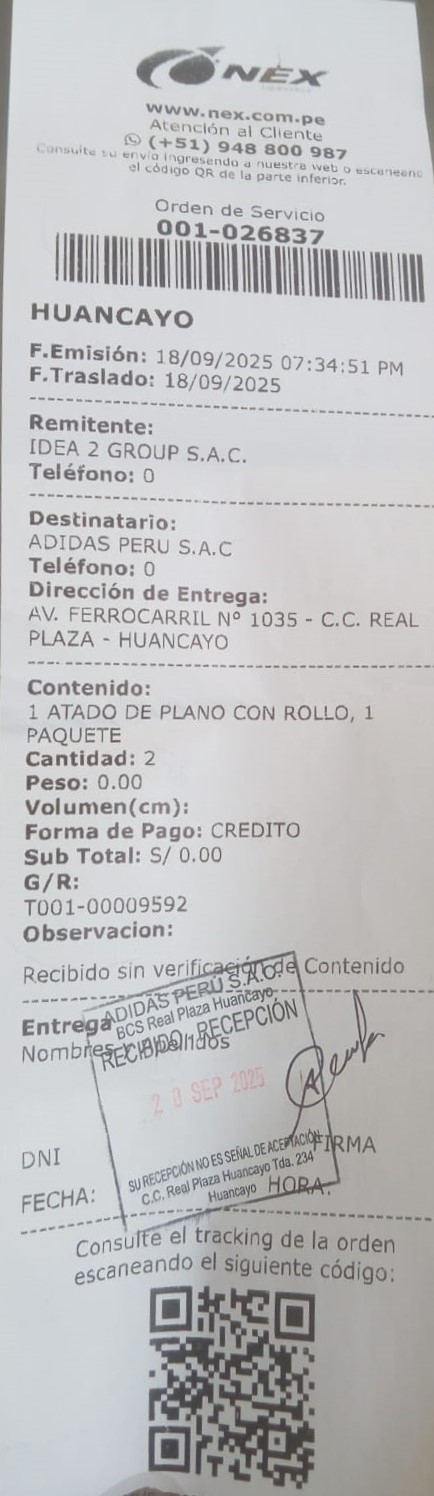 NEX
www.nex.com.pe
Atención al Cliente
(+51) 948 800 987
Consulte su envío ingresando a nuestra web o escaneand
el código QR de la parte inferior.
Orden de Servicio
001-026837
HUANCAYO
F.Emisión: 18/09/2025 07:34:51 PM
F.Traslado: 18/09/2025
Remitente:
IDEA 2 GROUP S.A.C.
Teléfono: 0
Destinatario:
ADIDAS PERU S.A.C
Teléfono: 0
Dirección de Entrega:
AV. FERROCARRIL Nº 1035 - C.C. REAL
PLAZA - HUANCAYO
Contenido:
1 ATADO DE PLANO CON ROLLO, 1
PAQUETE
Cantidad: 2
Peso: 0.00
Volumen(cm):
Forma de Pago: CREDITO
Sub Total: S/ 0.00
G/R:
T001-00009592
Observacion:
Recibido sin verificación de Contenido
Entrega
Nombres y Apellidos
ADIDAS PERÚ S.A.C.
BCS Real Plaza Huancayo
RECIBIDO, RECEPCIÓN
20 SEP 2025
SU RECEPCIÓN NO ES SEÑAL DE ACEPTACIÓN
C.C. Real Plaza Huancayo Tda. 234
Huancayo
DNI
FIRMA
FECHA:
HORA:
Consulte el tracking de la orden
escaneando el siguiente código: